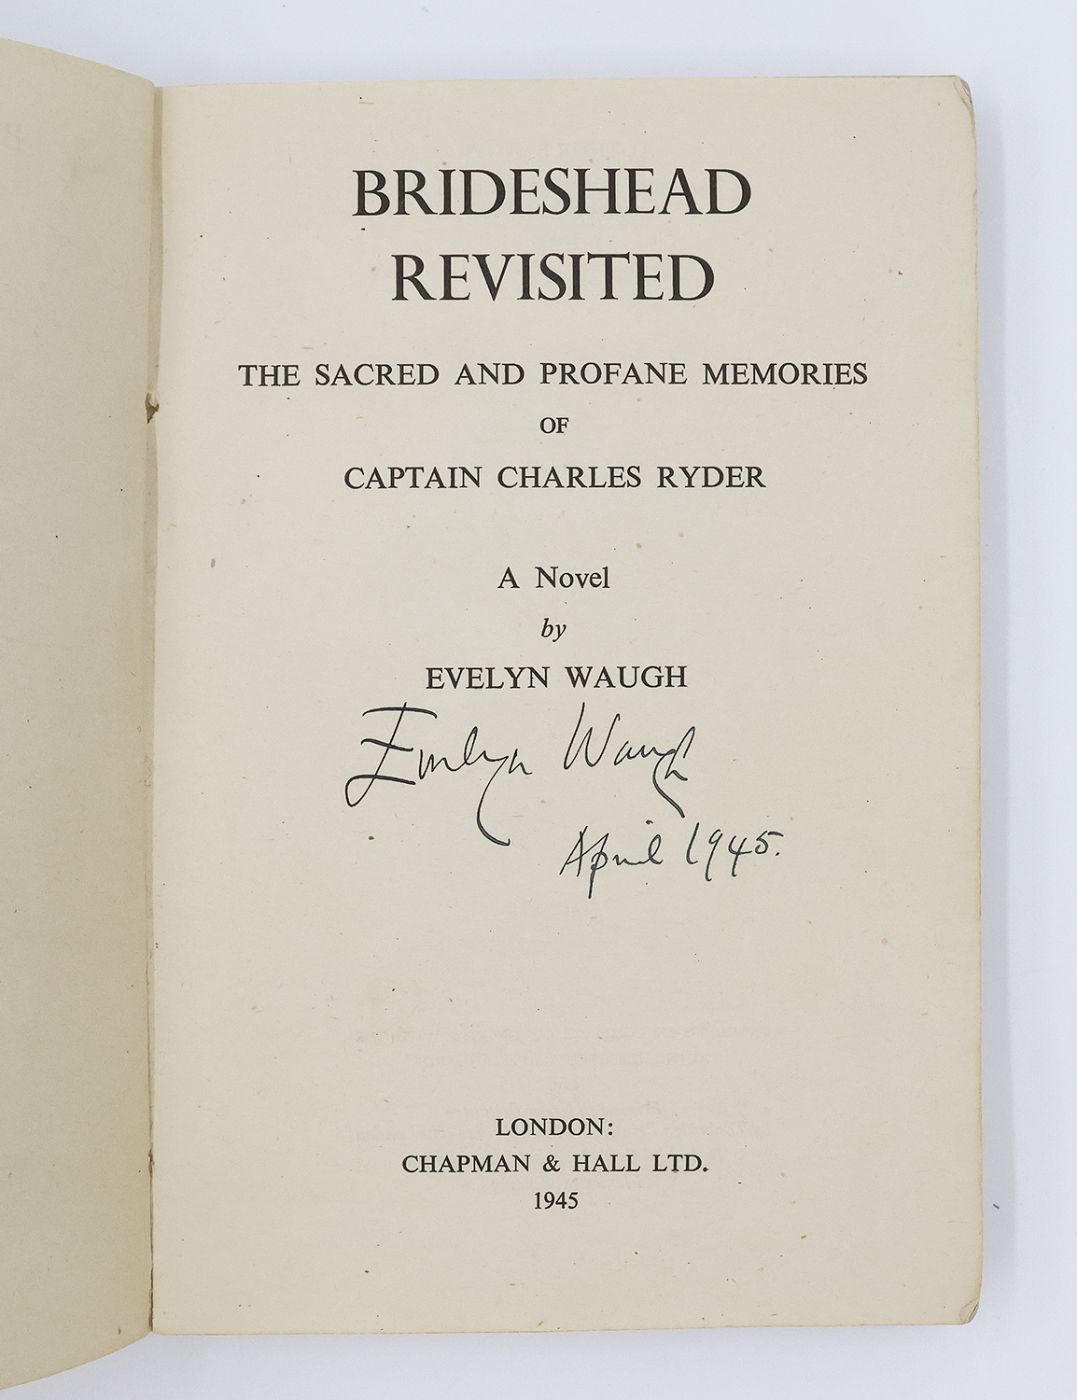 BRIDESHEAD
REVISITED
THE SACRED AND PROFANE MEMORIES
OF
CAPTAIN CHARLES RYDER
A Novel
by
EVELYN WAUGH
Evelyn Waugh
April 1945.
LONDON:
CHAPMAN & HALL LTD.
1945